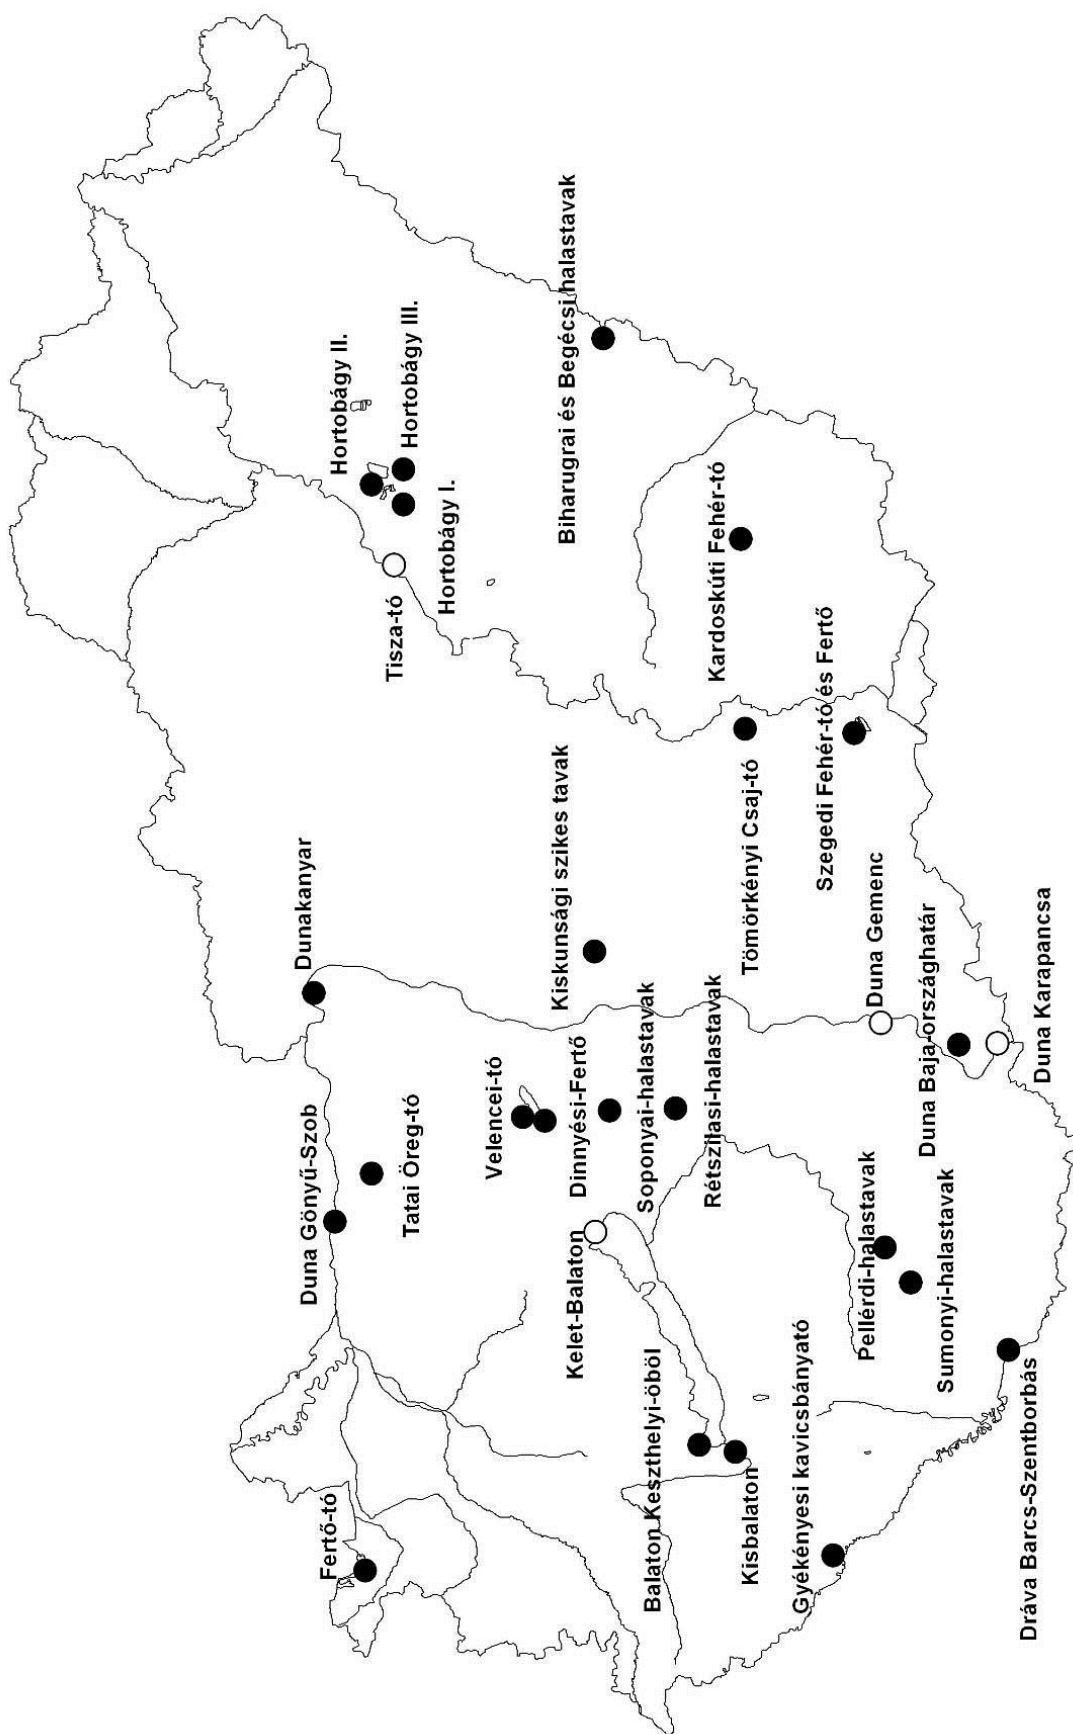 Fertő-tó
Duna Gönyű-Szob
Dunakanyar
Tatai Öreg-tó
Hortobágy II.
Hortobágy III.
Tisza-tó
Hortobágy I.
Velencei-tó
Dinnyési-Fertő
Kiskunsági szikes tavak
Biharugrai és Begécsi halastavak
Kelet-Balaton
Soponyai-halastavak
Rétszilasi-halastavak
Balaton Keszthelyi-öböl
Kisbalaton
Kardoskúti Fehér-tó
Tömörkényi Csaj-tó
Szegedi Fehér-tó és Fertő
Gyékényesi kavicsbányató
Pellérdi-halastavak
Sumonyi-halastavak
Duna Gemenc
Duna Baja-országhatár
Duna Karapancsa
Dráva Barcs-Szentborbás